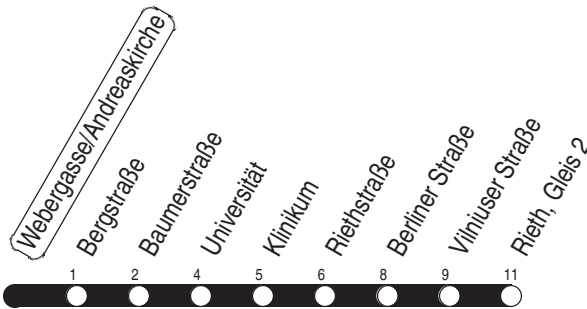 Webergasse/Andreaskirche
Bergstraße
Baumerstraße
Universität
Klinikum
Riethstraße
Berliner Straße
Vilniuser Straße
Rieth, Gleis 2
1 2 4 5 6 8 9 11